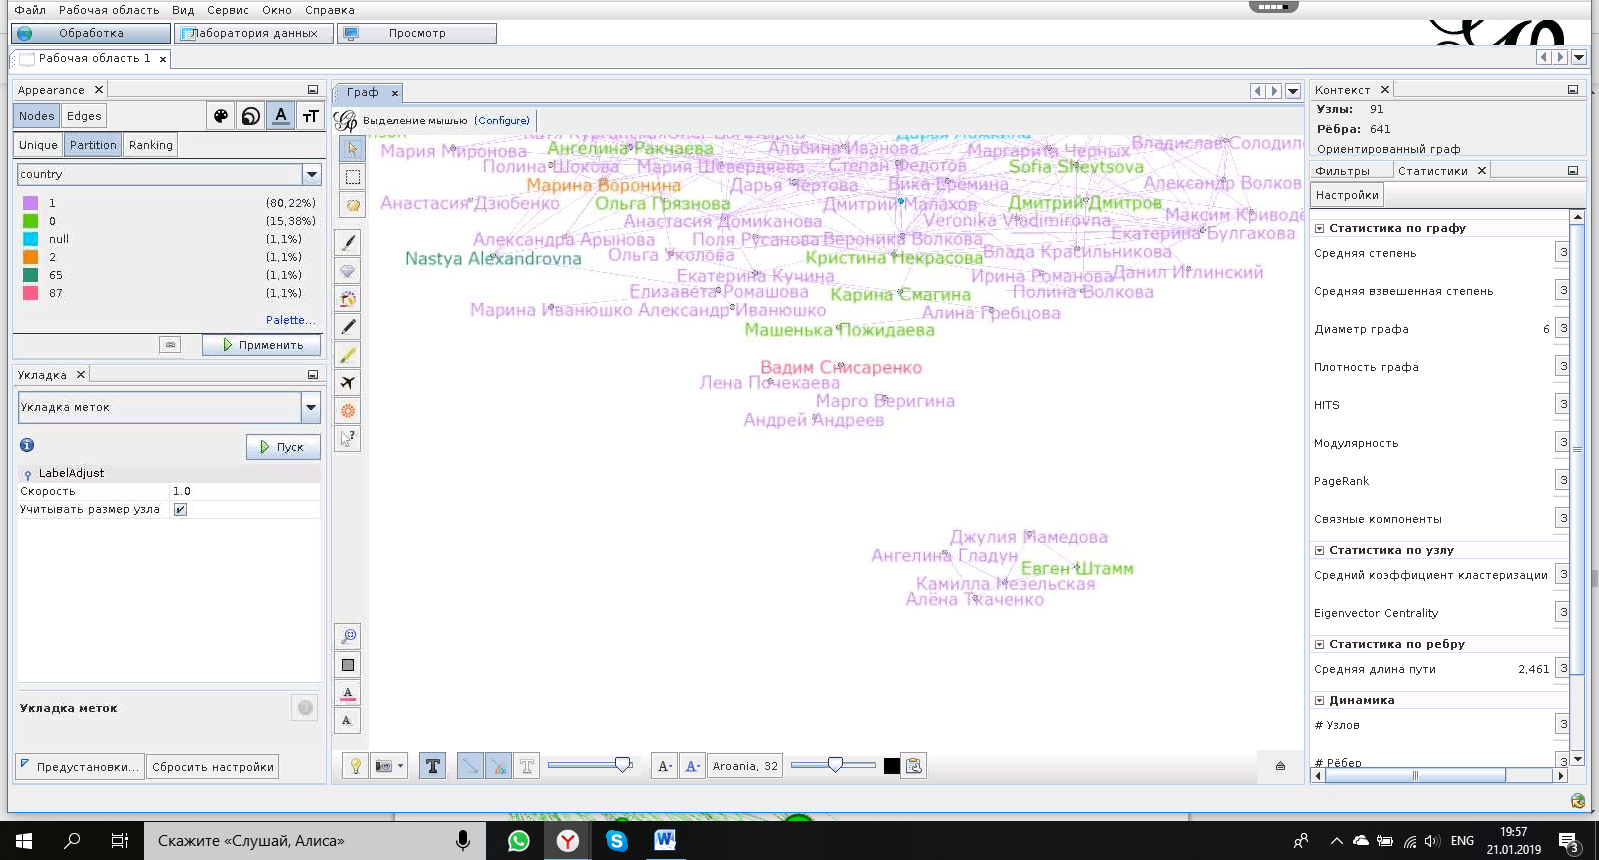 Файл Рабочая область Вид Сервис Окно Справка
Обработка Лаборатория данных Просмотр
Рабочая область 1
Appearance
Nodes Edges
Unique Partition Ranking
country
1 (80,22%)
0 (15,38%)
null (1,1%)
2 (1,1%)
65 (1,1%)
87 (1,1%)
Palette...
Применить
Укладка
Укладка меток
Пуск
LabelAdjust
Скорость 1.0
Учитывать размер узла
Укладка меток
Предустановки... Сбросить настройки
Граф
Выделение мышью (Configure)
Дарья Ложкина
Мария Миронова Ангелина Ракчаева Альбина Иванова Маргарита Черных Владислав Солодило
Полина Шокова Мария Шевердяева Степан Федотов Sofia Shevtsova
Марина Воронина Дарья Чертова Вика Еремина Александр Волков
Анастасия Дзюбенко Ольга Грязнова Дмитрий Малахов Дмитрий Дмитров
Анастасия Домиканова Veronika Vladimirovna Максим Криводе
Александра Арынова Поля Русанова Вероника Волкова Екатерина Булгакова
Nastya Alexandrovna Ольга Уколова Кристина Некрасова Влада Красильникова
Екатерина Кучина Ирина Романова Данил Иглинский
Елизавета Ромашова Карина Смагина Полина Волкова
Марина Иванюшко Александр Иванюшко Алина Гребцова
Машенька Пожидаева
Вадим Снисаренко
Лена Почекаева
Марго Веригина
Андрей Андреев
Джулия Мамедова
Ангелина Гладун
Евген Штамм
Камилла Незельская
Алёна Ткаченко
Aroania, 32
Контекст
Узлы: 91
Рёбра: 641
Ориентированный граф
Фильтры Статистики
Настройки
Статистика по графу
Средняя степень З
Средняя взвешенная степень З
Диаметр графа 6 З
Плотность графа З
HITS З
Модулярность З
PageRank З
Связные компоненты З
Статистика по узлу
Средний коэффициент кластеризации З
Eigenvector Centrality З
Статистика по ребру
Средняя длина пути 2,461 З
Динамика
# Узлов З
# Рёбер З
Скажите «Слушай, Алиса»
ENG
19:57
21.01.2019
3